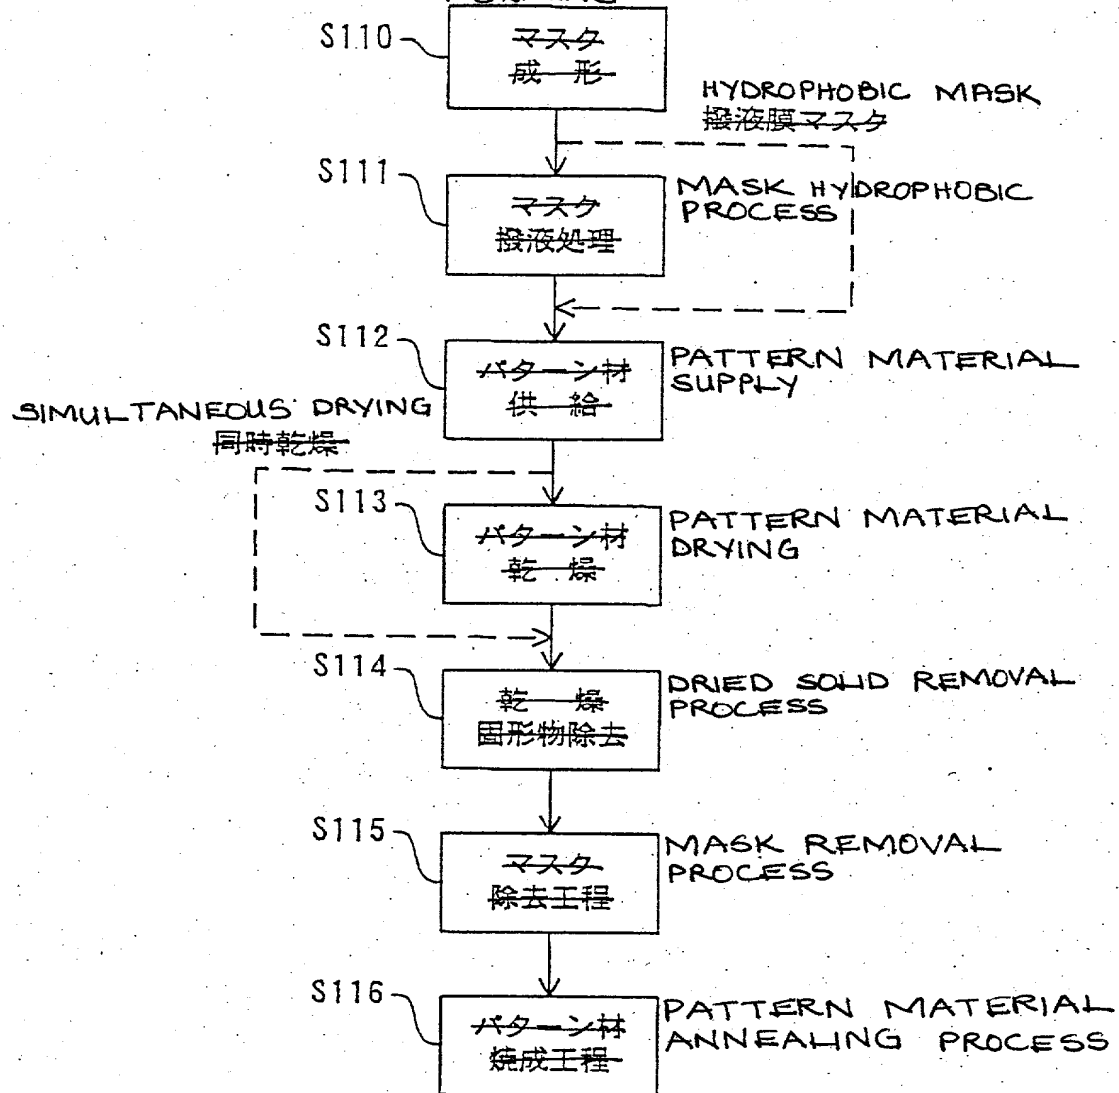 S110
マスク
成 形
HYDROPHOBIC MASK
撥液膜マスク
S111
マスク
撥液処理
MASK HYDROPHOBIC
PROCESS
S112
パターン材
供 給
PATTERN MATERIAL
SUPPLY
SIMULTANEOUS DRYING
同時乾燥
S113
パターン材
乾 燥
PATTERN MATERIAL
DRYING
S114
乾 燥
固形物除去
DRIED SOLID REMOVAL
PROCESS
S115
マスク
除去工程
MASK REMOVAL
PROCESS
S116
パターン材
焼成工程
PATTERN MATERIAL
ANNEALING PROCESS